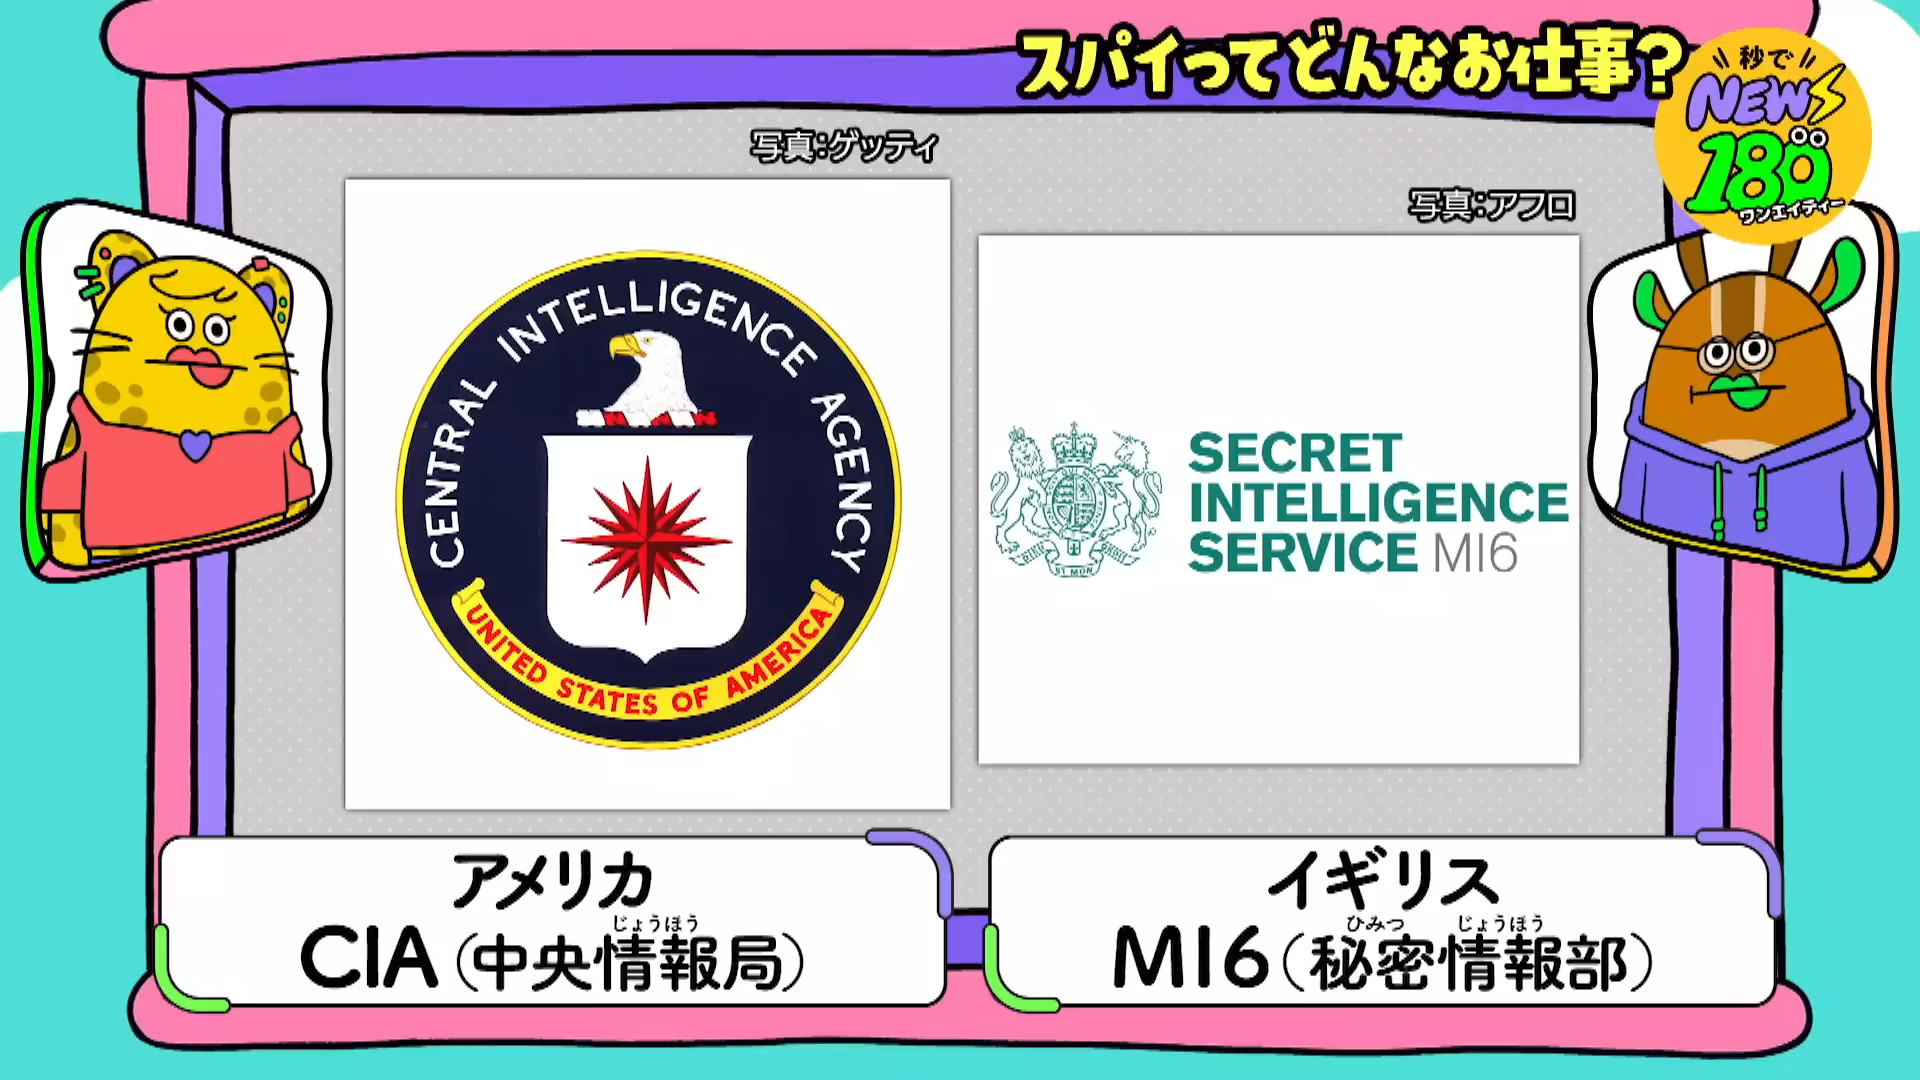 スパイってどんなお仕事?
秒で
NEWS
180
ワンエイティー
写真:ゲッティ
写真:アフロ
CENTRAL INTELLIGENCE AGENCY
UNITED STATES OF AMERICA
SECRET
INTELLIGENCE
SERVICE MI6
アメリカ
じょうほう
CIA(中央情報局)
イギリス
ひみつ じょうほう
MI6(秘密情報部)